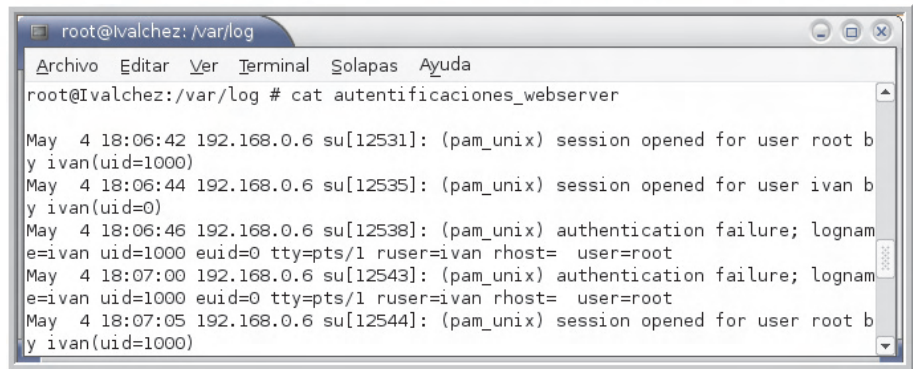 root@Ivalchez: /var/log
Archivo Editar Ver Terminal Solapas Ayuda
root@Ivalchez:/var/log # cat autentificaciones_webserver
May  4 18:06:42 192.168.0.6 su[12531]: (pam_unix) session opened for user root b
y ivan(uid=1000)
May  4 18:06:44 192.168.0.6 su[12535]: (pam_unix) session opened for user ivan b
y ivan(uid=0)
May  4 18:06:46 192.168.0.6 su[12538]: (pam_unix) authentication failure; lognam
e=ivan uid=1000 euid=0 tty=pts/1 ruser=ivan rhost=  user=root
May  4 18:07:00 192.168.0.6 su[12543]: (pam_unix) authentication failure; lognam
e=ivan uid=1000 euid=0 tty=pts/1 ruser=ivan rhost=  user=root
May  4 18:07:05 192.168.0.6 su[12544]: (pam_unix) session opened for user root b
y ivan(uid=1000)